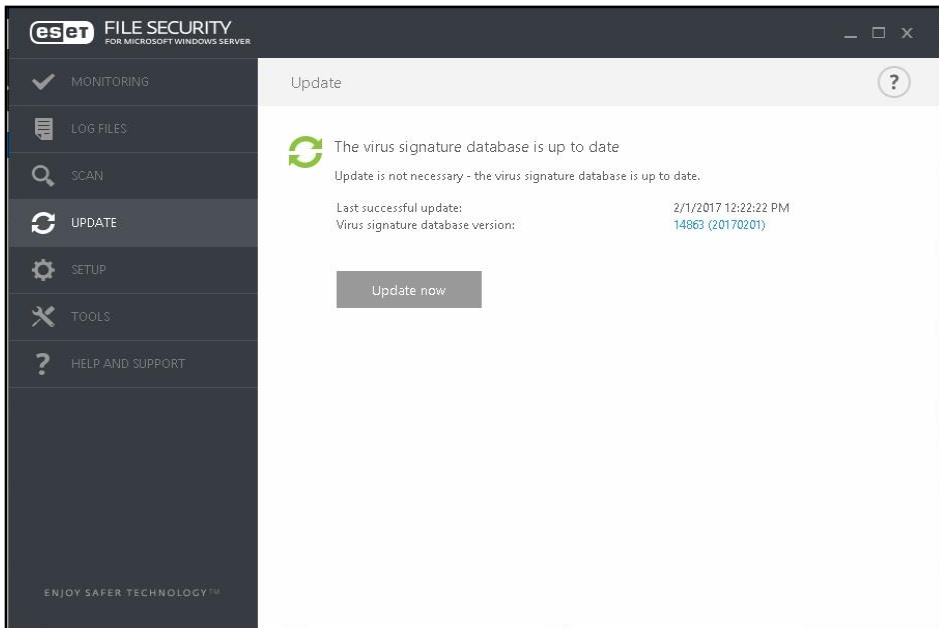 eset FILE SECURITY
FOR MICROSOFT WINDOWS SERVER
MONITORING
LOG FILES
SCAN
UPDATE
SETUP
TOOLS
HELP AND SUPPORT
ENJOY SAFER TECHNOLOGY™
Update
?
The virus signature database is up to date
Update is not necessary - the virus signature database is up to date.
Last successful update: 2/1/2017 12:22:22 PM
Virus signature database version: 14863 (20170201)
Update now